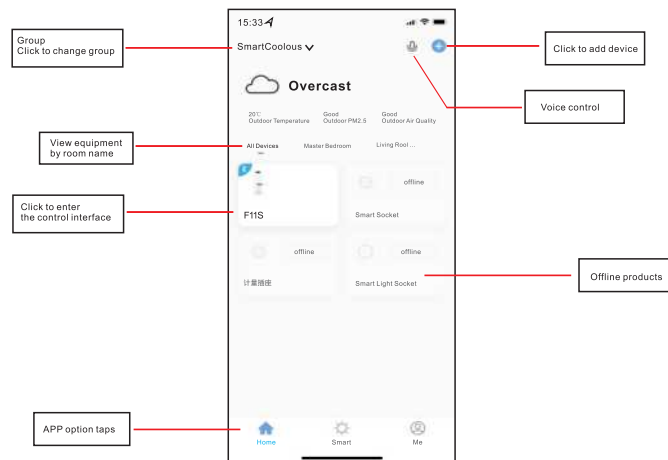 15:33
Group
Click to change group
SmartCoolous
Click to add device
Overcast
Voice control
20℃
Outdoor Temperature
Good
Outdoor PM2.5
Good
Outdoor Air Quality
View equipment
by room name
All Devices
Master Bedroom
Living Rool ...
Click to enter
the control interface
F11S
offline
Smart Socket
offline
计量插座
offline
Smart Light Socket
Offline products
APP option taps
Home
Smart
Me